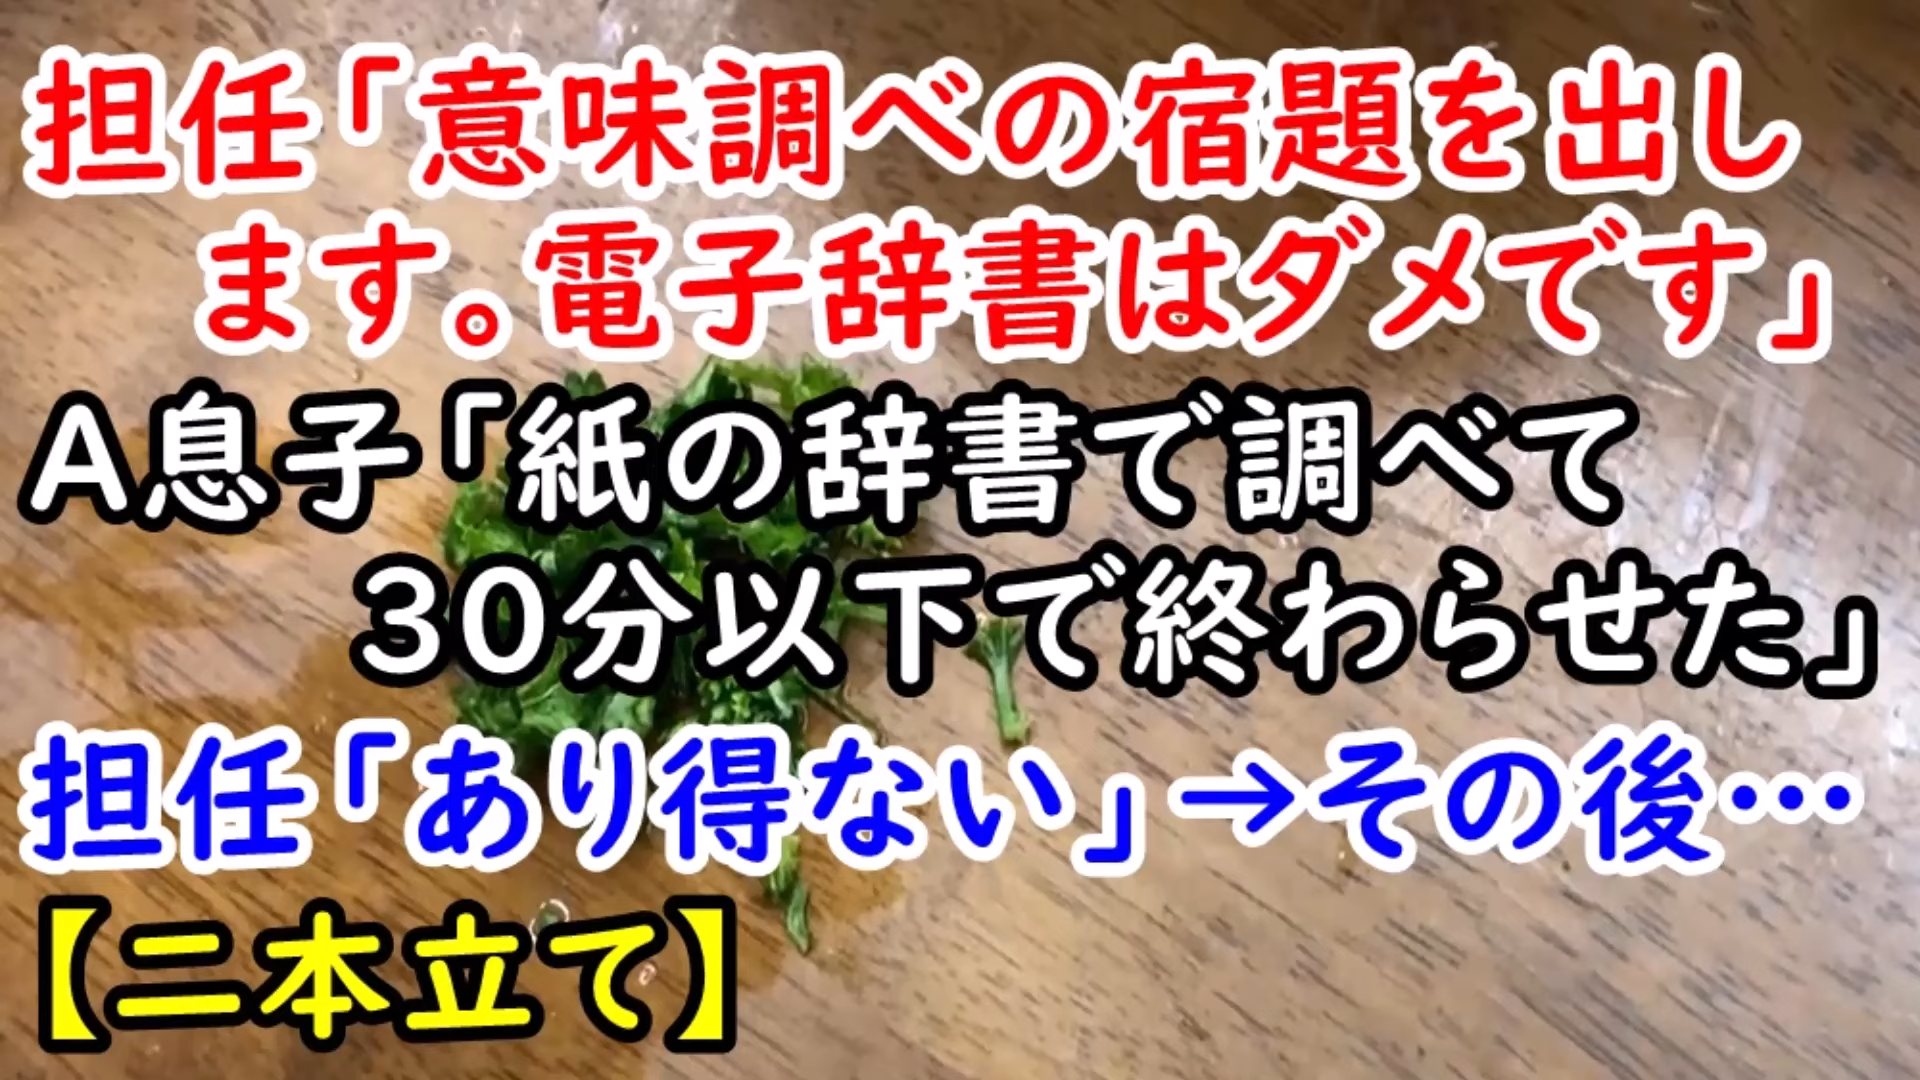 担任「意味調べの宿題を出し
ます。電子辞書はダメです」
A息子「紙の辞書で調べて
30分以下で終わらせた」
担任「あり得ない」→その後…
【二本立て】